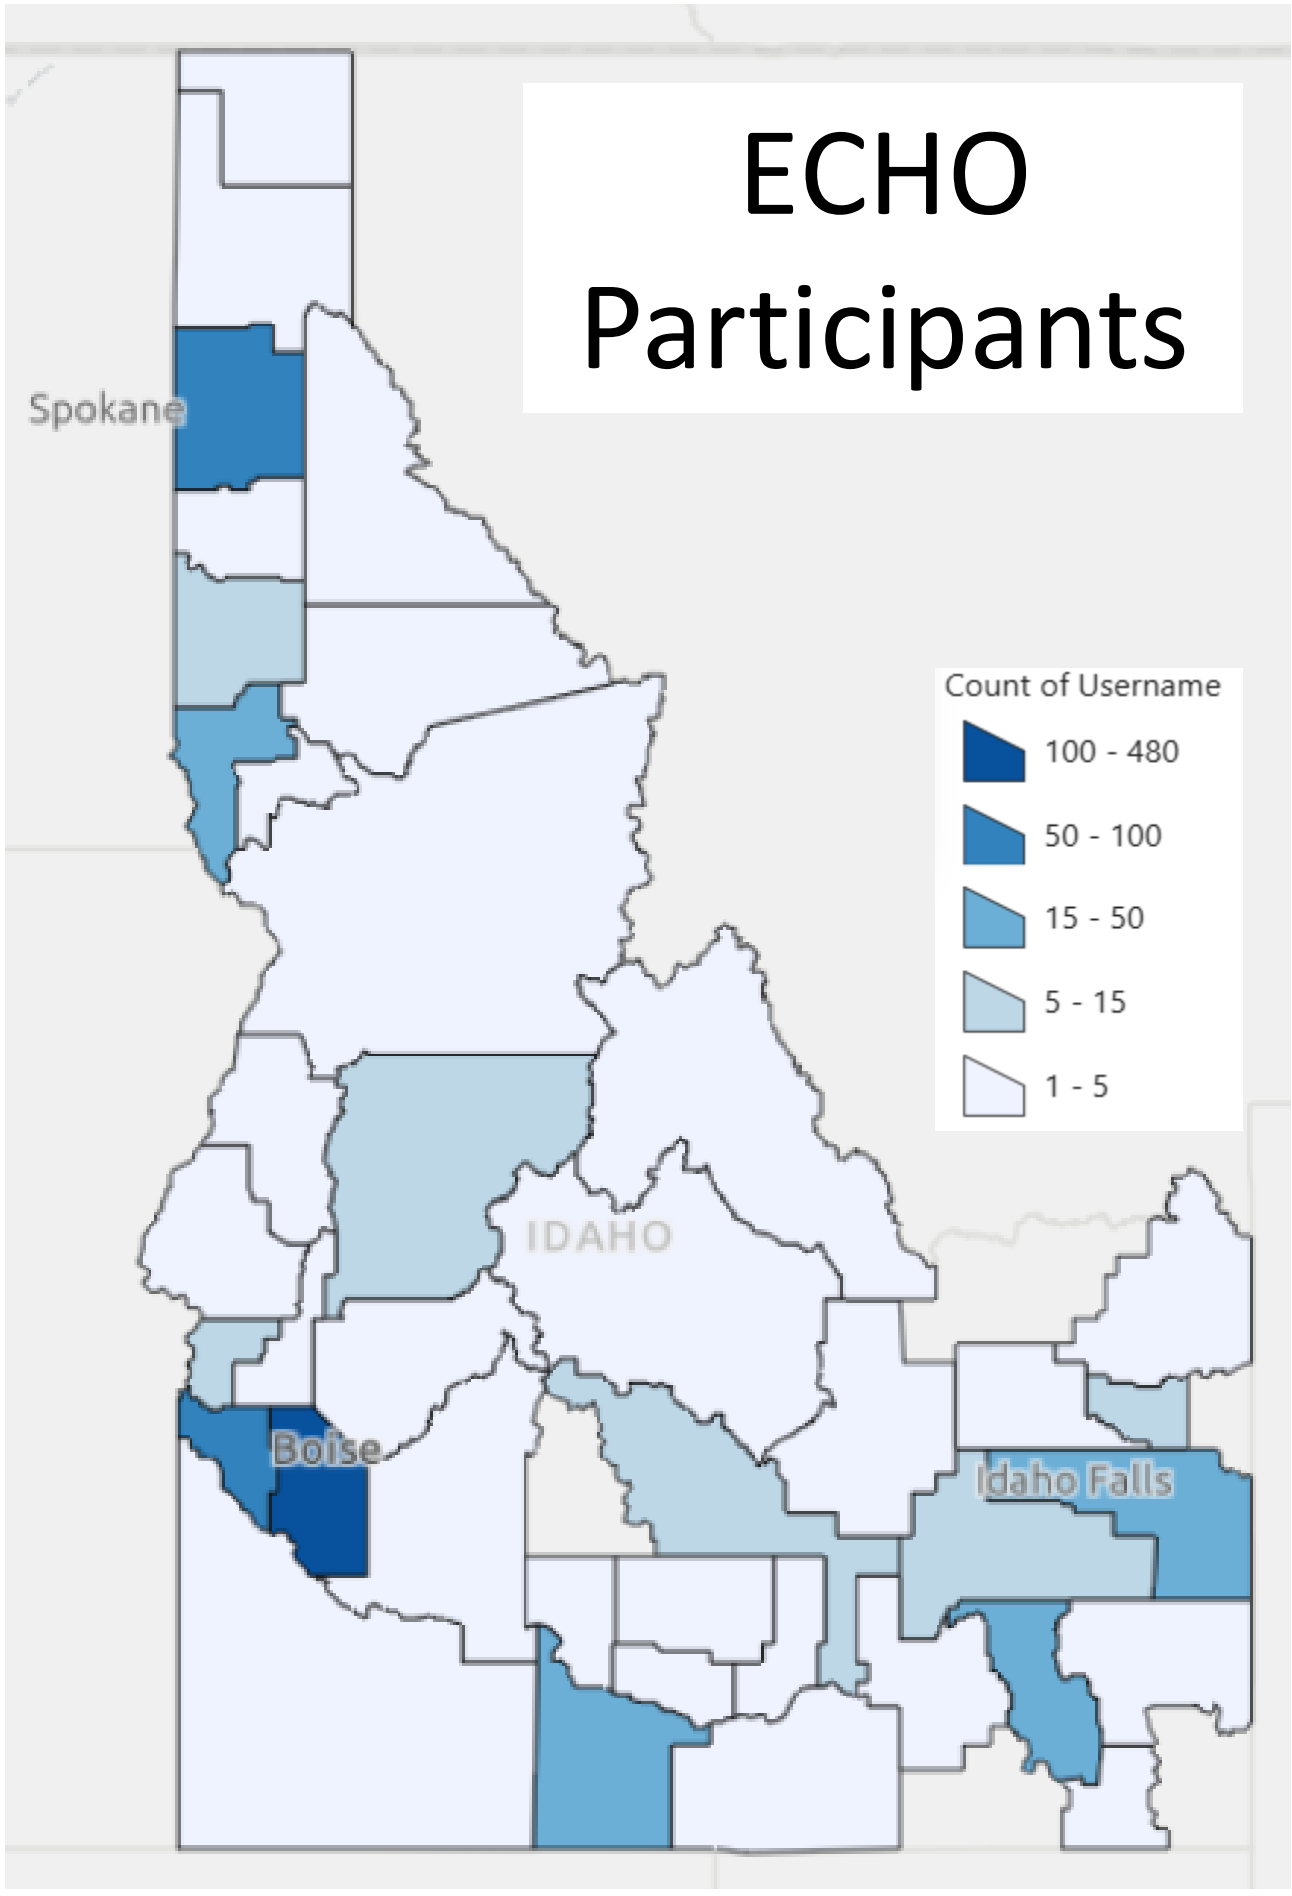 ECHO
Participants
Spokane
Count of Username
100 - 480
50 - 100
15 - 50
5 - 15
1 - 5
IDAHO
Boise
Idaho Falls